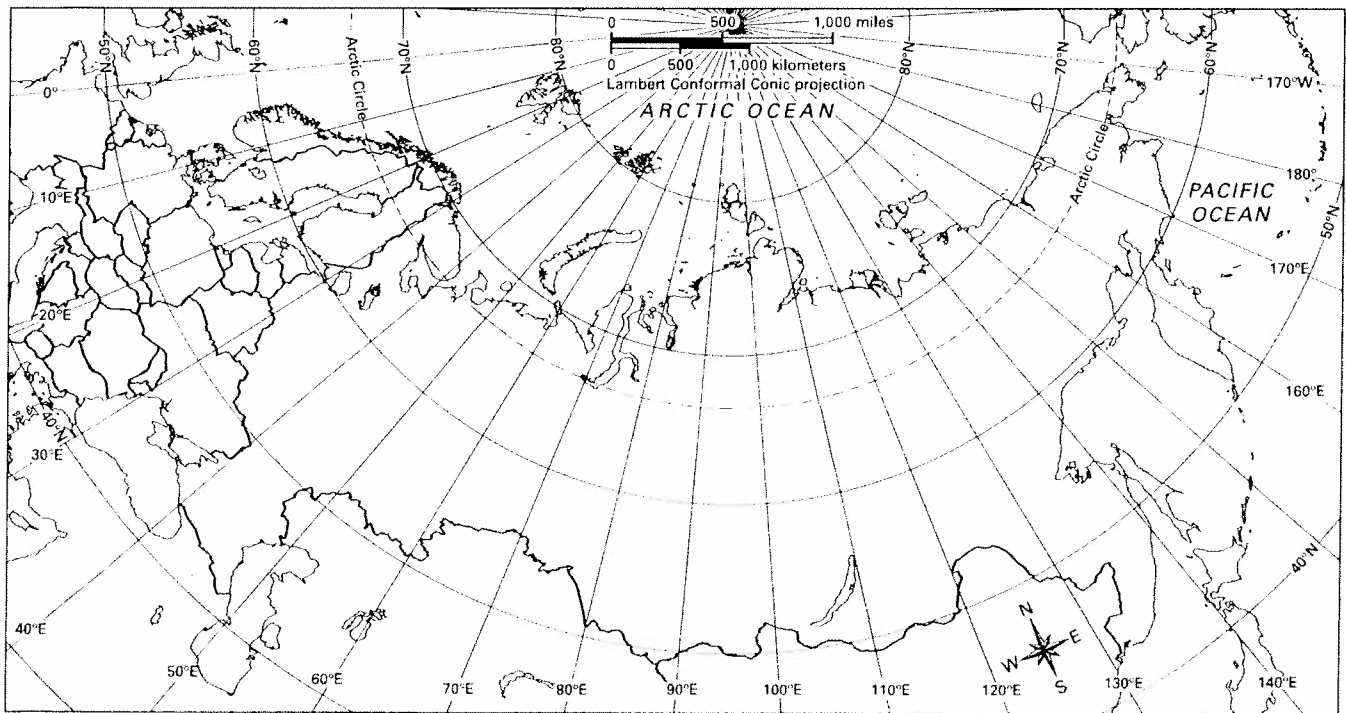 0 500 1,000 miles
0 500 1,000 kilometers
Lambert Conformal Conic projection
ARCTIC OCEAN
PACIFIC
OCEAN
50°N
60°N
Arctic Circle
70°N
80°N
80°N
70°N
60°N
Arctic Circle
170°W
180°
50°N
170°E
160°E
40°N
0°
10°E
20°E
40°N
30°E
40°E
50°E
60°E
70°E
80°E
90°E
100°E
110°E
120°E
130°E
140°E
N
W
E
S